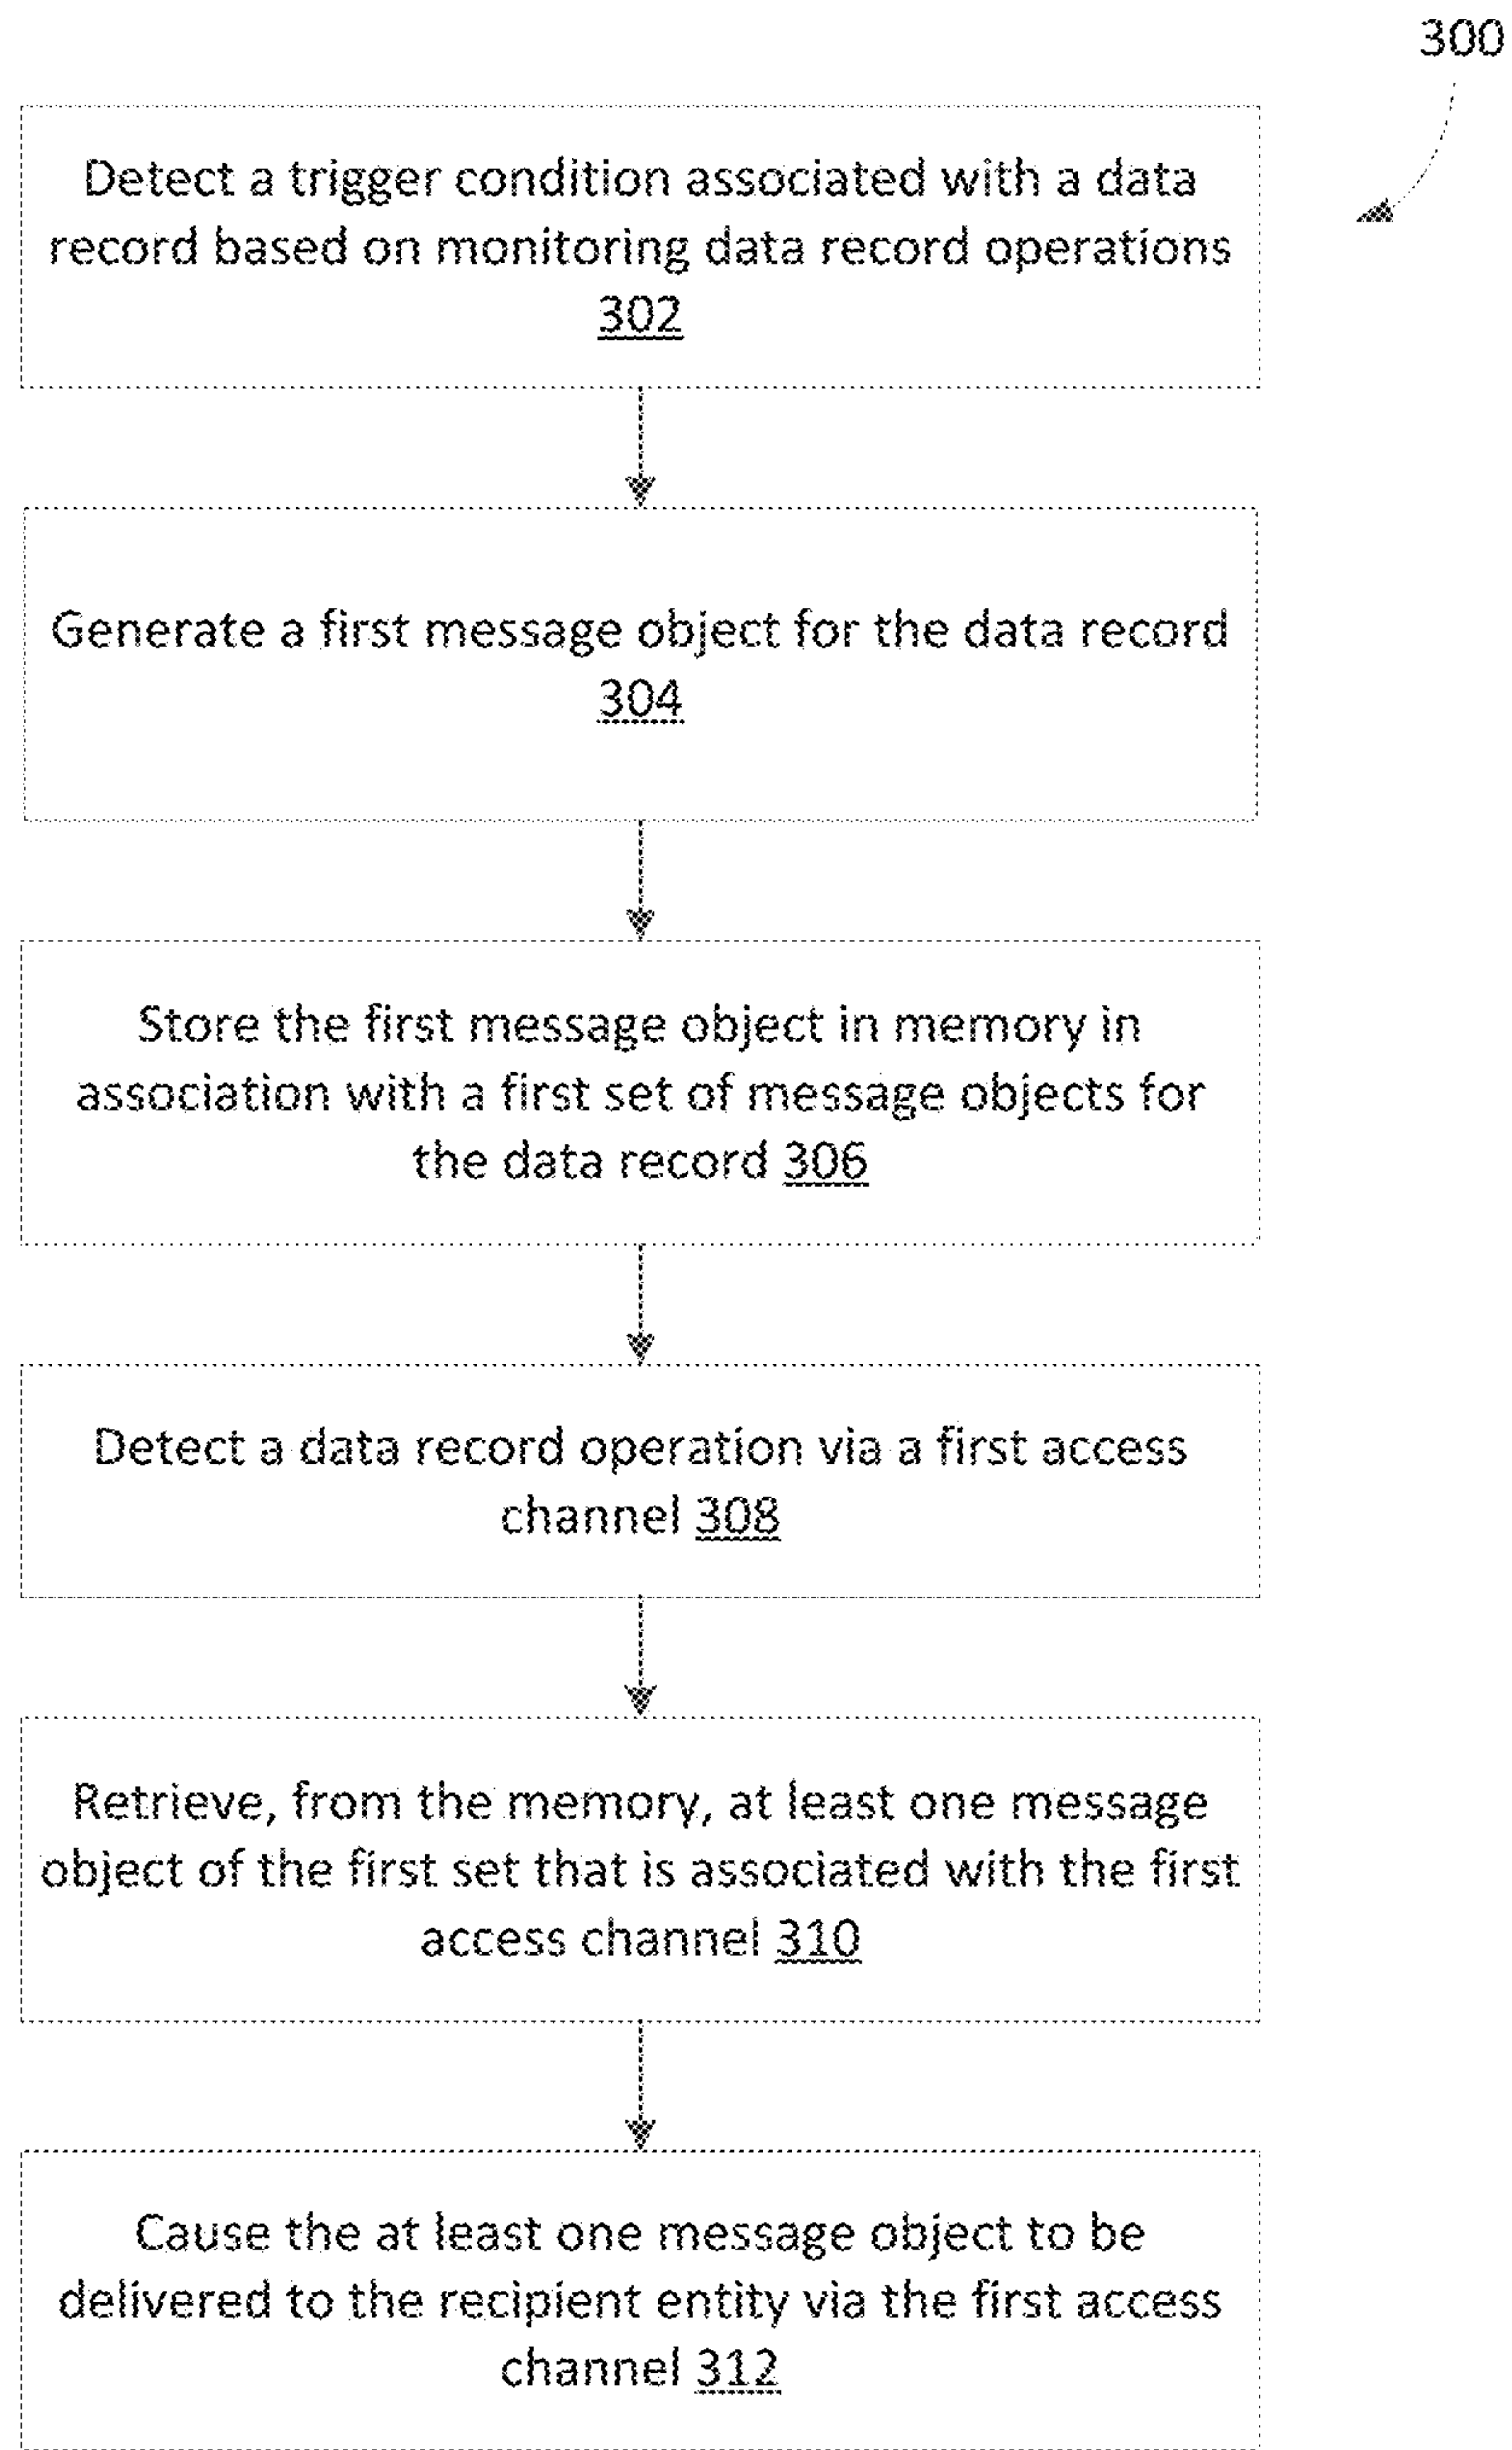 300
Detect a trigger condition associated with a data
record based on monitoring data record operations
302
Generate a first message object for the data record
304
Store the first message object in memory in
association with a first set of message objects for
the data record 306
Detect a data record operation via a first access
channel 308
Retrieve, from the memory, at least one message
object of the first set that is associated with the first
access channel 310
Cause the at least one message object to be
delivered to the recipient entity via the first access
channel 312